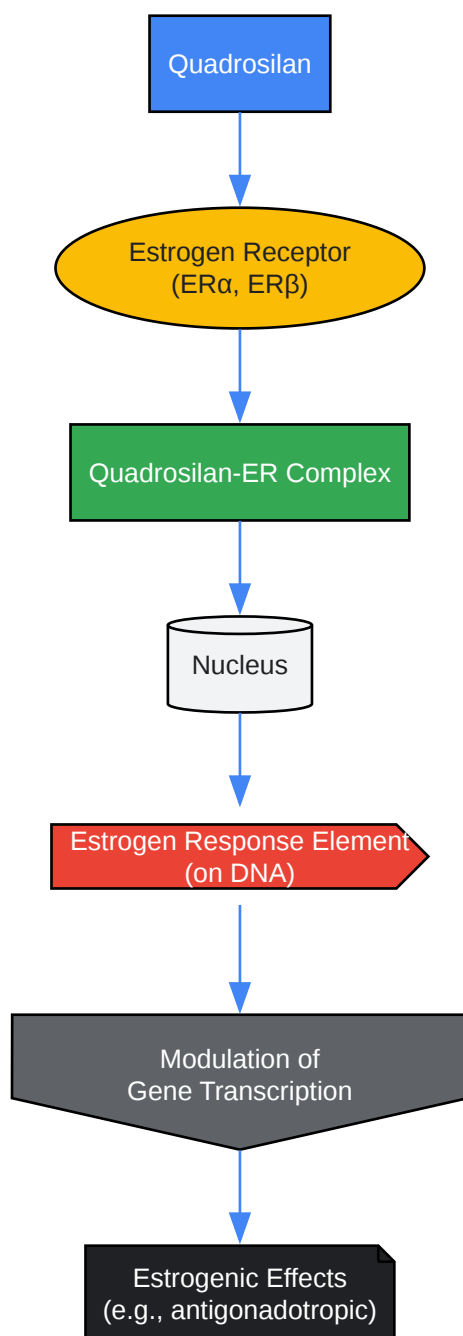 Quadrosilan
Estrogen Receptor
(ERα, ERβ)
Quadrosilan-ER Complex
Nucleus
Estrogen Response Element
(on DNA)
Modulation of
Gene Transcription
Estrogenic Effects
(e.g., antigonadotropic)